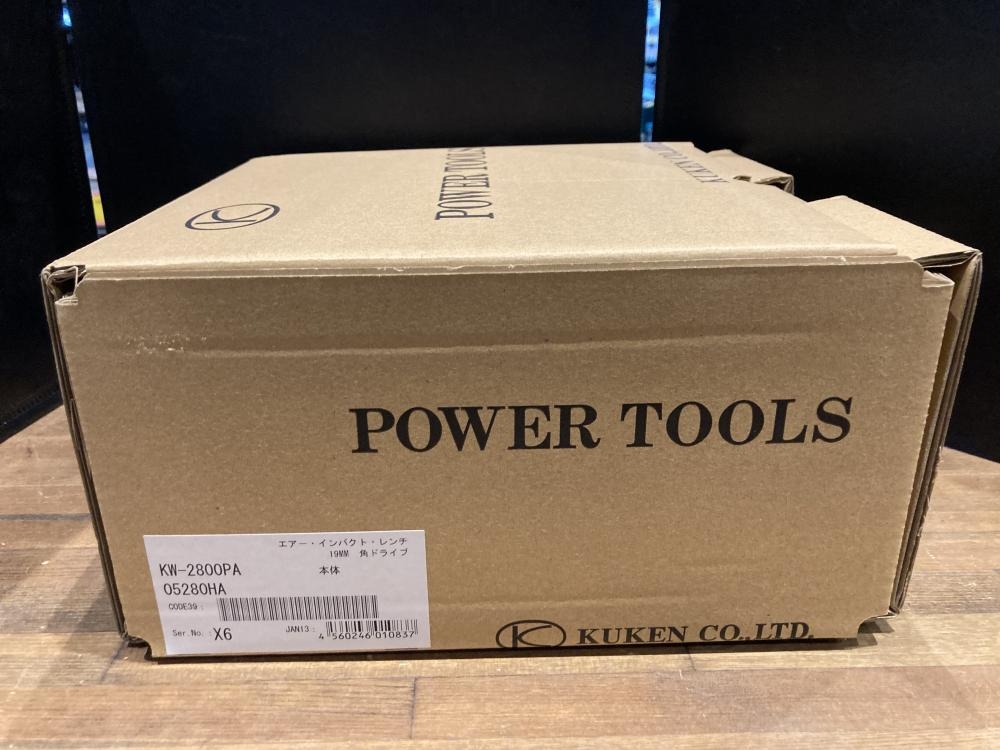 POWER TOOLS
KUKEN CO.,LTD.
POWER TOOLS
エアー・インパクト・レンチ
19MM 角ドライブ
KW-2800PA 本体
05280HA
CODE39:
Ser.No.:X6 JAN13:
4 560246 010837
KUKEN CO.,LTD.